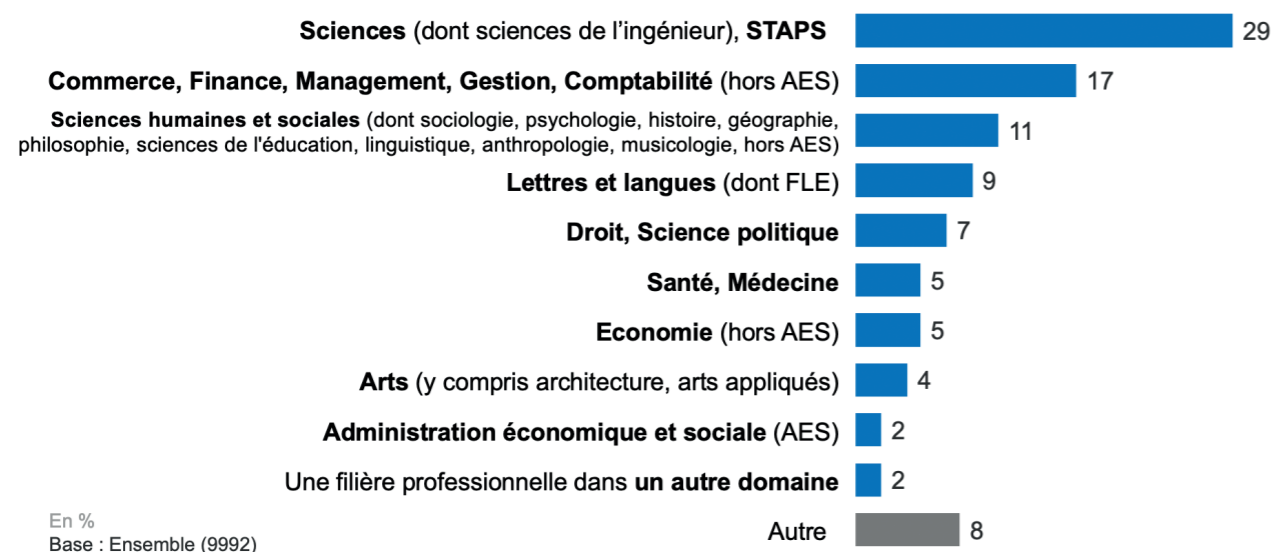 Sciences (dont sciences de l'ingénieur), STAPS 29
Commerce, Finance, Management, Gestion, Comptabilité (hors AES) 17
Sciences humaines et sociales (dont sociologie, psychologie, histoire, géographie,
philosophie, sciences de l'éducation, linguistique, anthropologie, musicologie, hors AES) 11
Lettres et langues (dont FLE) 9
Droit, Science politique 7
Santé, Médecine 5
Economie (hors AES) 5
Arts (y compris architecture, arts appliqués) 4
Administration économique et sociale (AES) 2
Une filière professionnelle dans un autre domaine 2
Autre 8
En %
Base : Ensemble (9992)